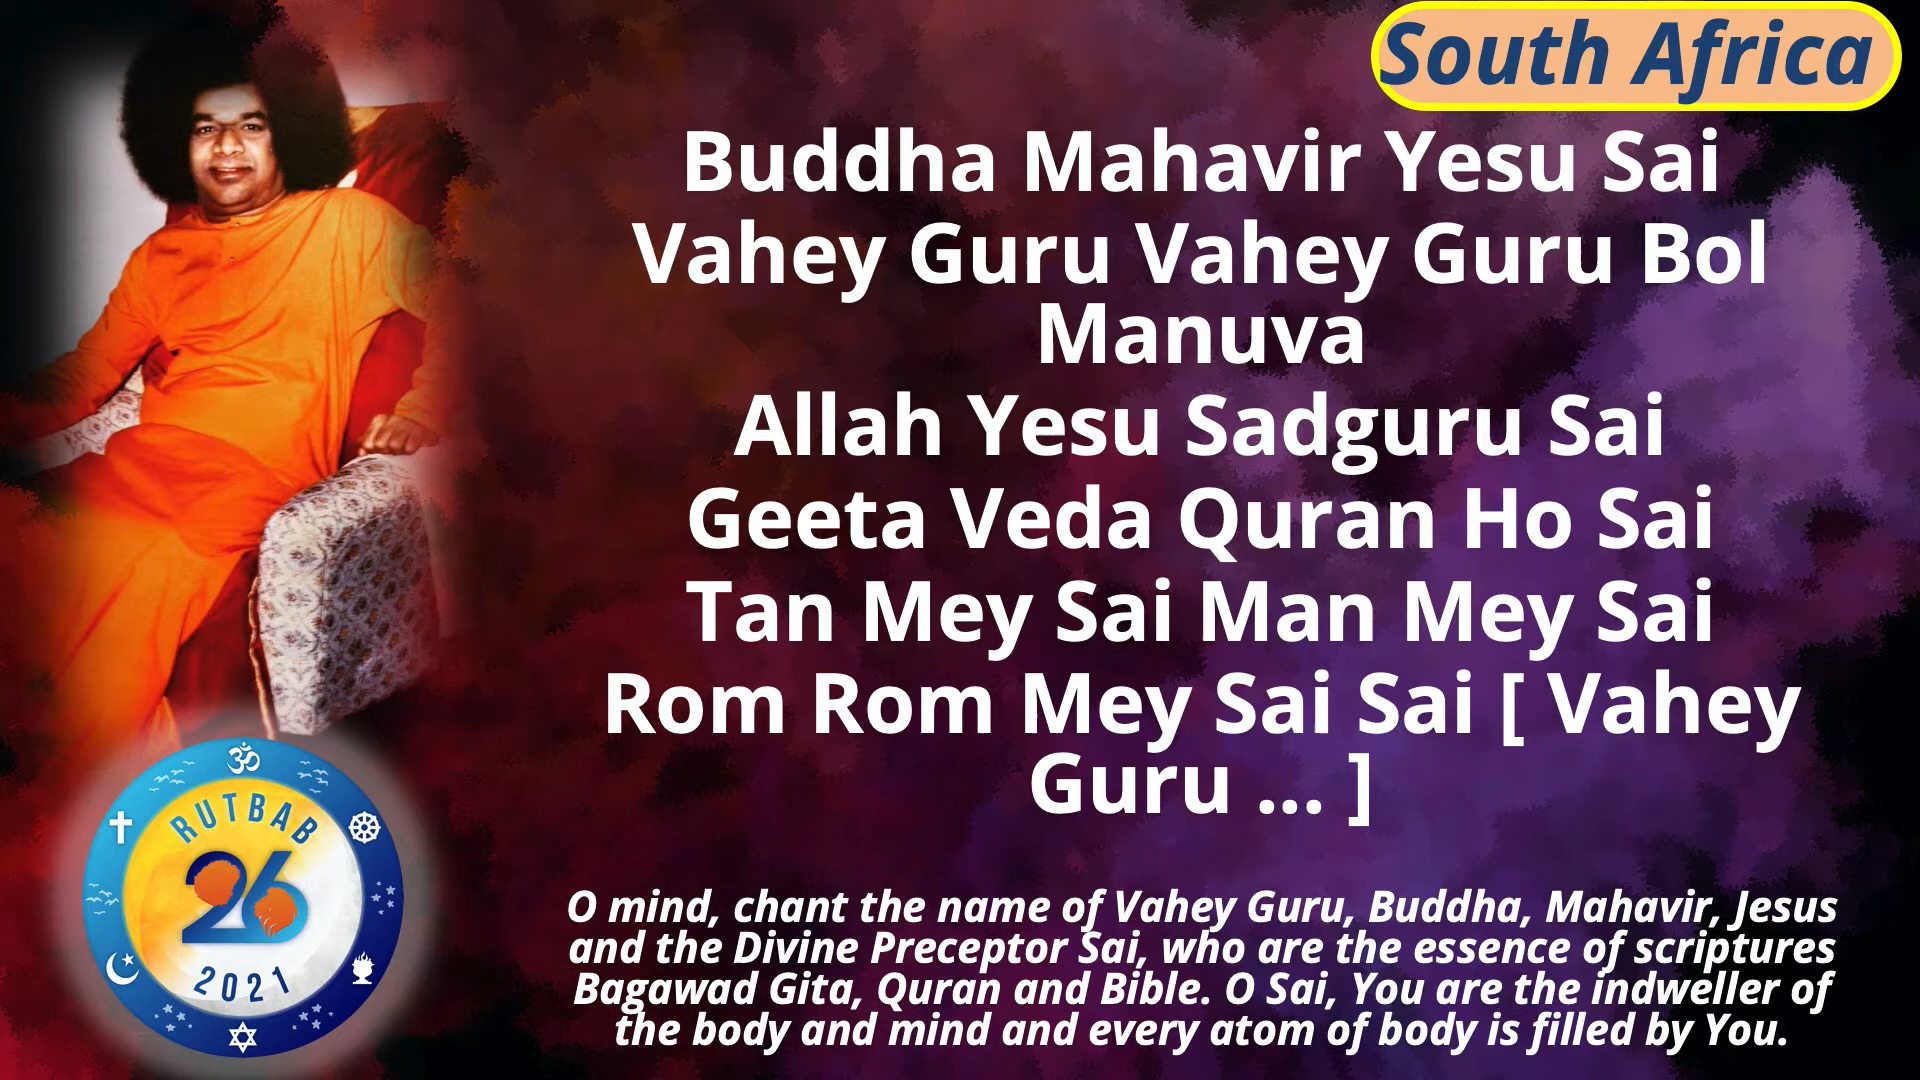 South Africa
Buddha Mahavir Yesu Sai
Vahey Guru Vahey Guru Bol
Manuva
Allah Yesu Sadguru Sai
Geeta Veda Quran Ho Sai
Tan Mey Sai Man Mey Sai
Rom Rom Mey Sai Sai [ Vahey
Guru ... ]
O mind, chant the name of Vahey Guru, Buddha, Mahavir, Jesus
and the Divine Preceptor Sai, who are the essence of scriptures
Bagawad Gita, Quran and Bible. O Sai, You are the indweller of
the body and mind and every atom of body is filled by You.
ॐ
RUTBAB
26
2021